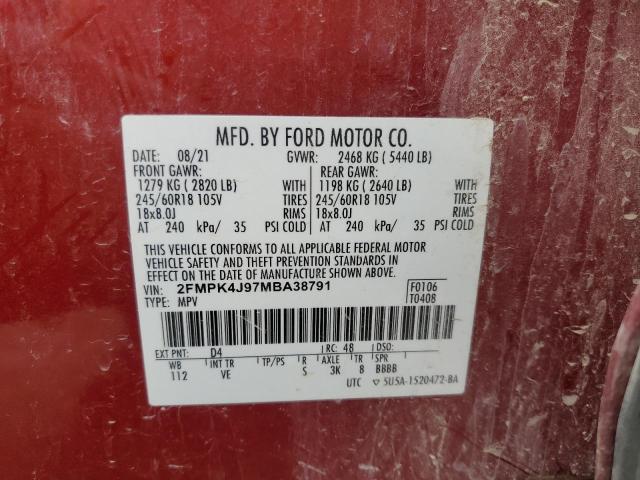 MFD. BY FORD MOTOR CO.
DATE: 08/21 GVWR: 2468 KG ( 5440 LB)
FRONT GAWR: REAR GAWR:
1279 KG ( 2820 LB) WITH 1198 KG ( 2640 LB) WITH
245/60R18 105V TIRES 245/60R18 105V TIRES
18x8.0J RIMS 18x8.0J RIMS
AT 240 kPa/ 35 PSI COLD AT 240 kPa/ 35 PSI COLD
THIS VEHICLE CONFORMS TO ALL APPLICABLE FEDERAL MOTOR
VEHICLE SAFETY AND THEFT PREVENTION STANDARDS IN
EFFECT ON THE DATE OF MANUFACTURE SHOWN ABOVE.
VIN: 2FMPK4J97MBA38791 F0106
TYPE: MPV T0408
EXT PNT: D4 RC: 48 DSO:
WB INT TR TP/PS R AXLE TR SPR
112 VE S 3K 8 BBBB
UTC 5U5A-1520472-BA